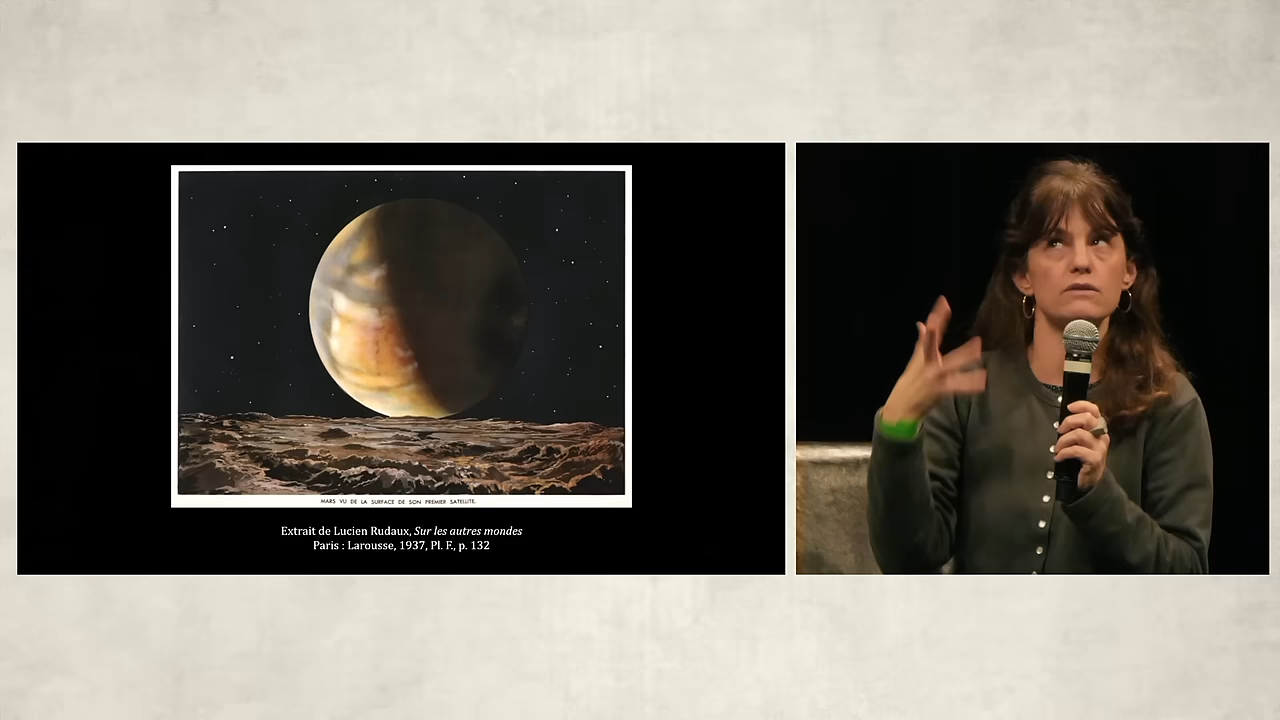 MARS VU DE LA SURFACE DE SON PREMIER SATELLITE.
Extrait de Lucien Rudaux, Sur les autres mondes
Paris : Larousse, 1937, Pl. F., p. 132